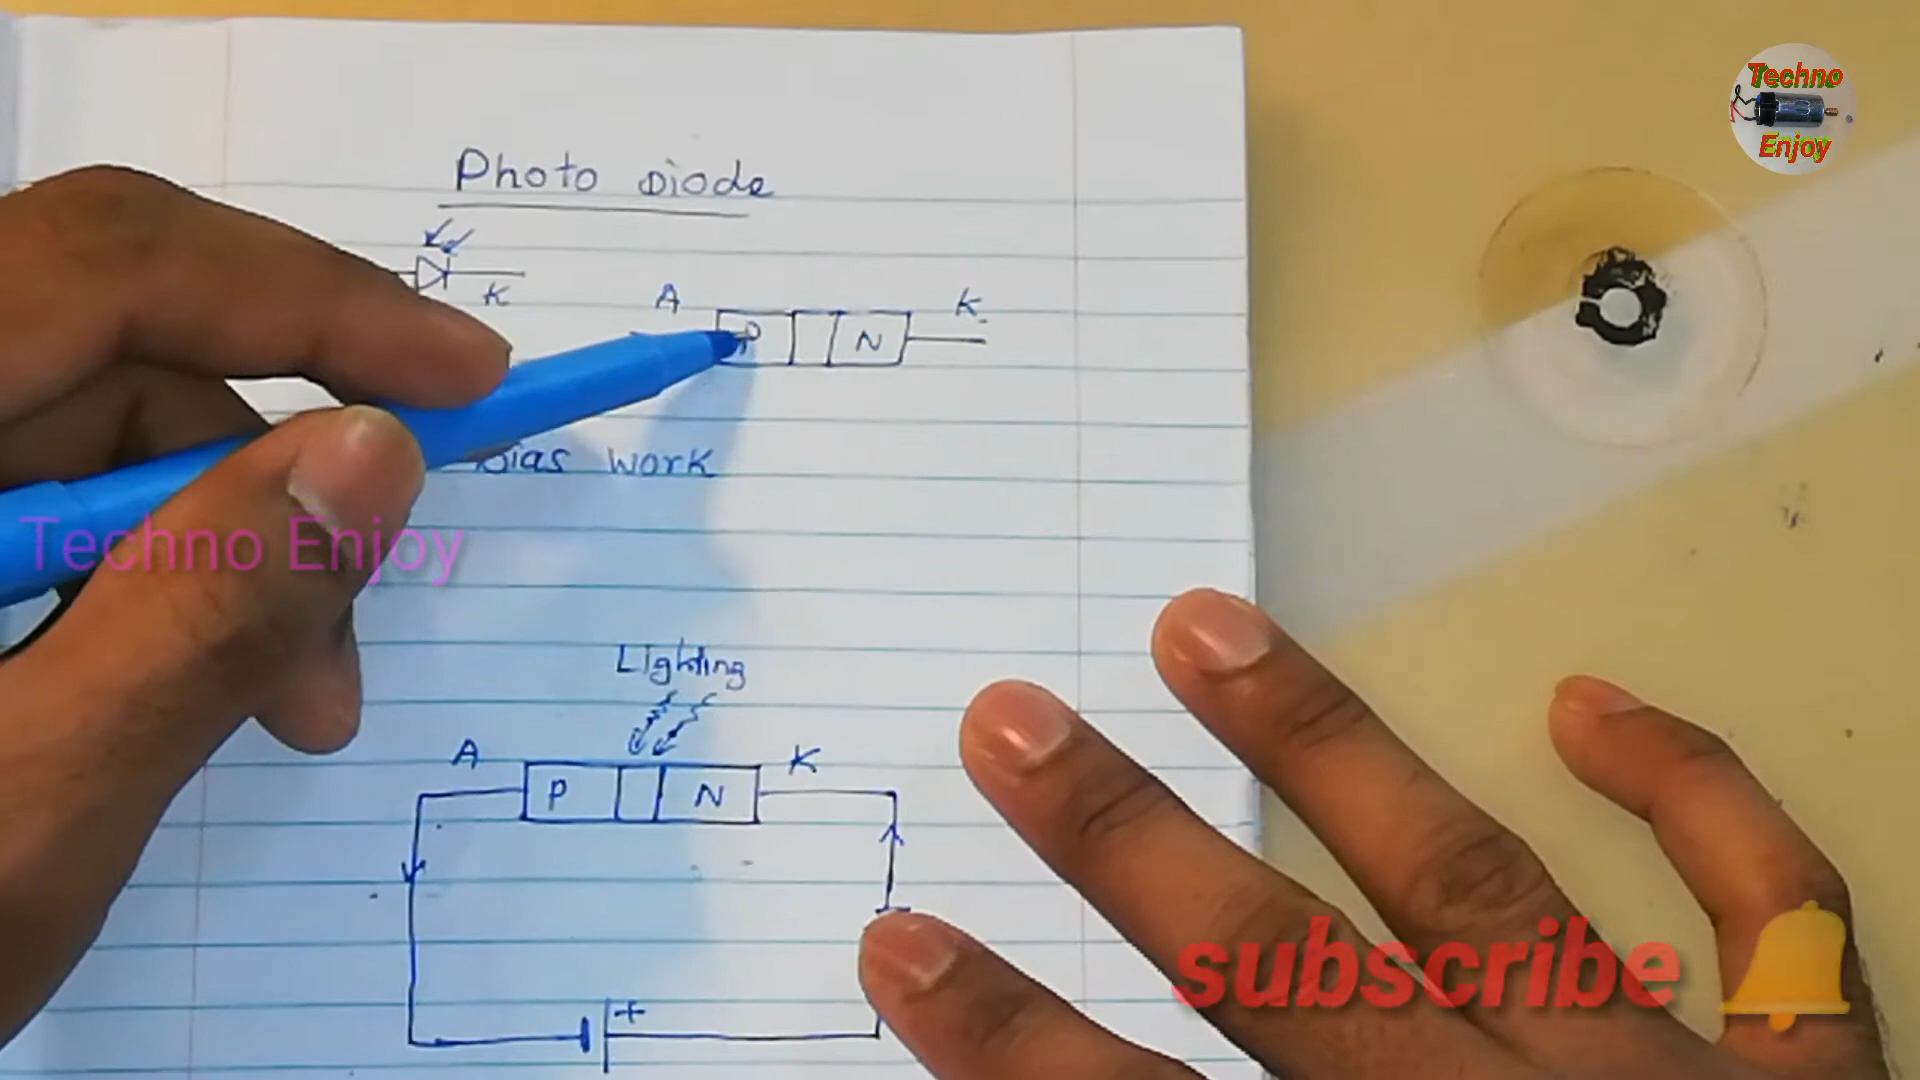 Techno
Enjoy
Photo Diode
K
A
K
P
N
Bias work
Techno Enjoy
Lighting
A
K
P
N
+
subscribe